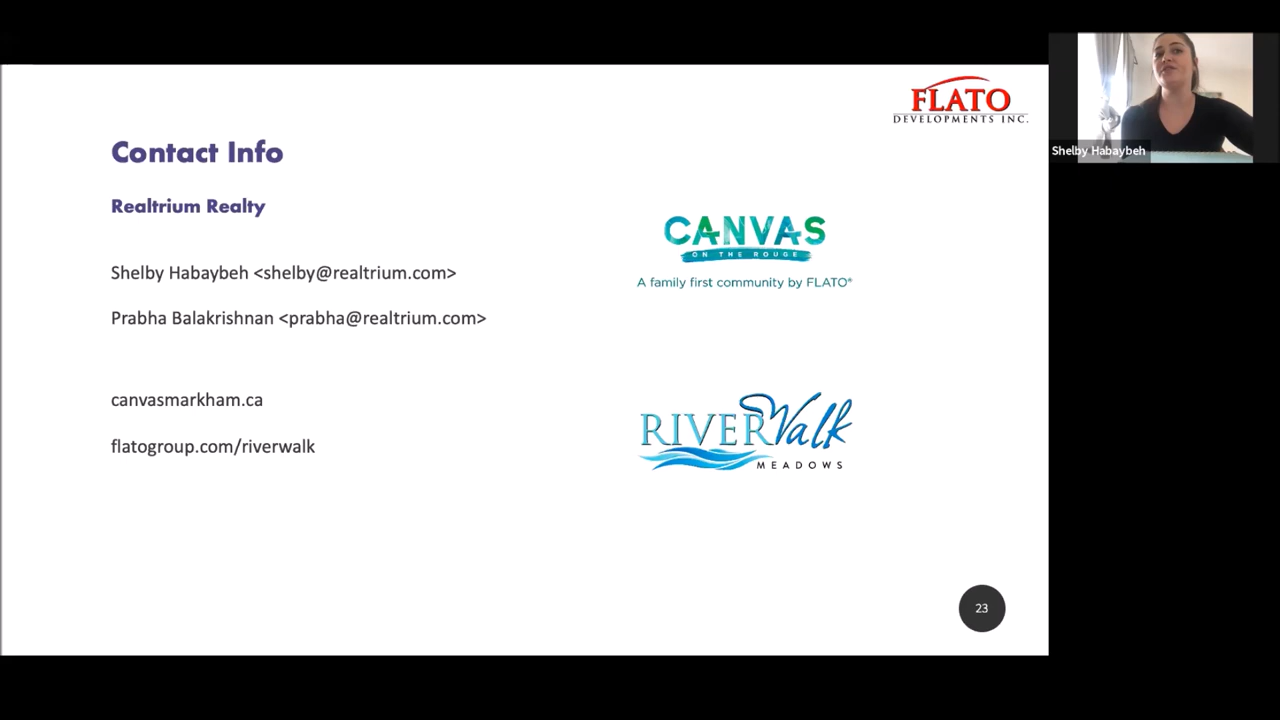 FLATO
DEVELOPMENTS INC.
Contact Info
Shelby Habaybeh
Realtrium Realty
CANVAS
ON THE ROUGE
A family first community by FLATO®
Shelby Habaybeh <shelby@realtrium.com>
Prabha Balakrishnan <prabha@realtrium.com>
canvasmarkham.ca
flatogroup.com/riverwalk
RIVERWalk
MEADOWS
23